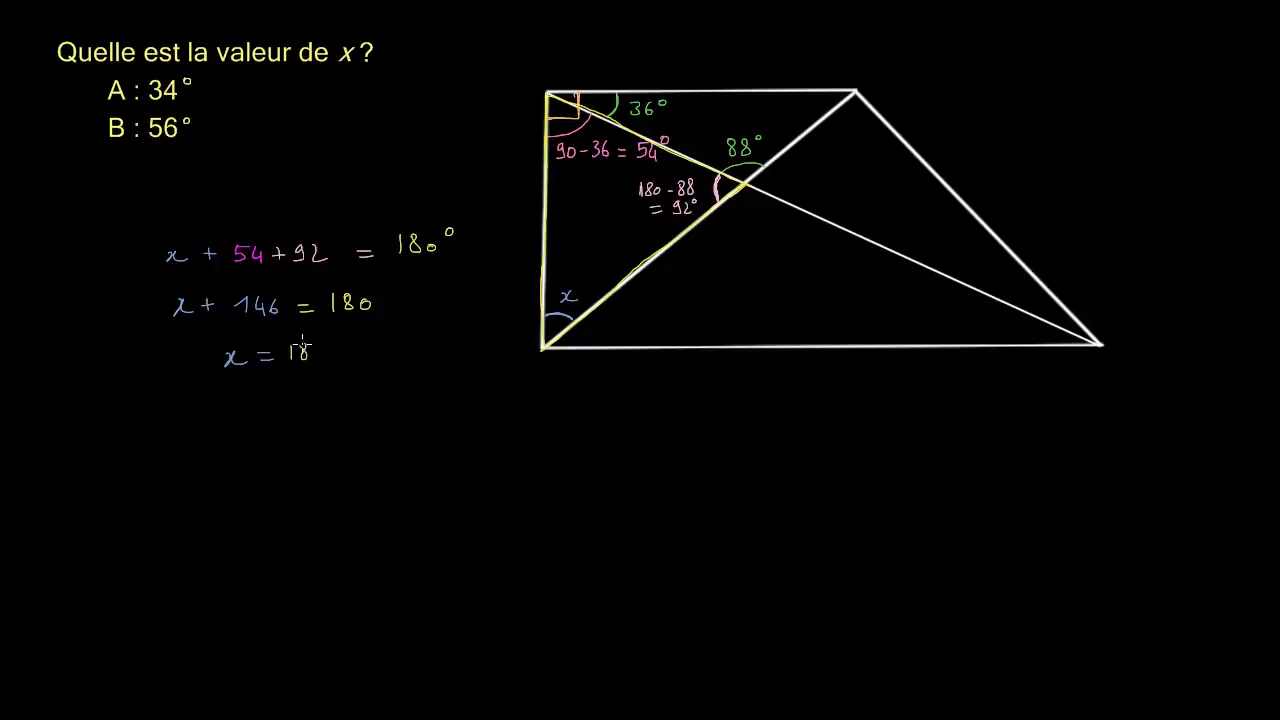 Quelle est la valeur de x ?
A : 34°
B : 56°
36°
90-36 = 54°
88°
180-88
= 92°
x + 54 + 92 = 180°
x + 146 = 180
x
x = 18